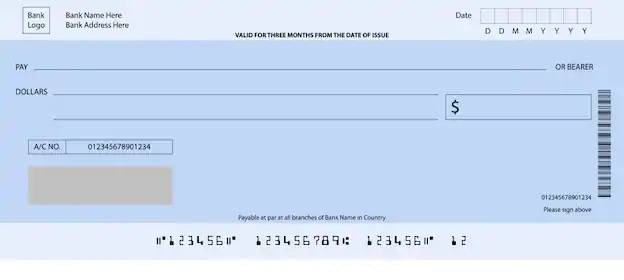 Bank
Logo
Bank Name Here
Bank Address Here
Date
D D M M Y Y Y Y
VALID FOR THREE MONTHS FROM THE DATE OF ISSUE
PAY OR BEARER
DOLLARS
$
A/C NO. 012345678901234
012345678901234
Please sign above
Payable at par at all branches of Bank Name in Country
⑈123456⑈ 123456789⑆ 123456⑈ 12